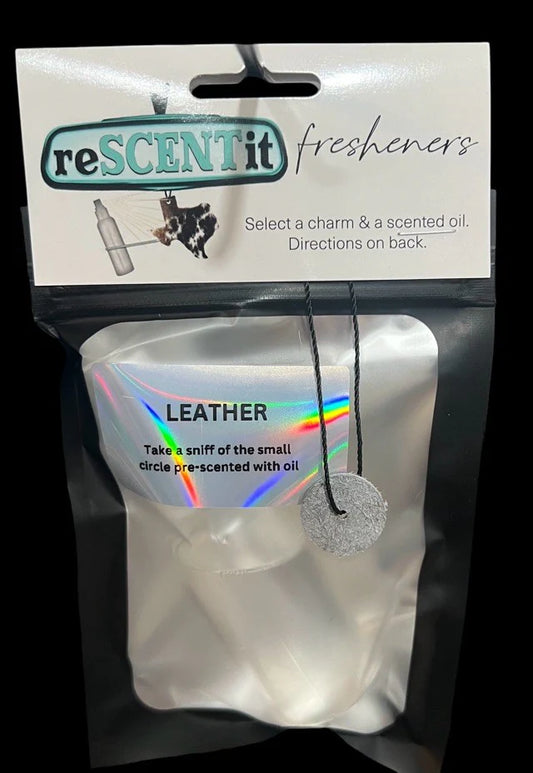 reSCENTit fresheners
Select a charm & a scented oil.
Directions on back.
LEATHER
Take a sniff of the small
circle pre-scented with oil